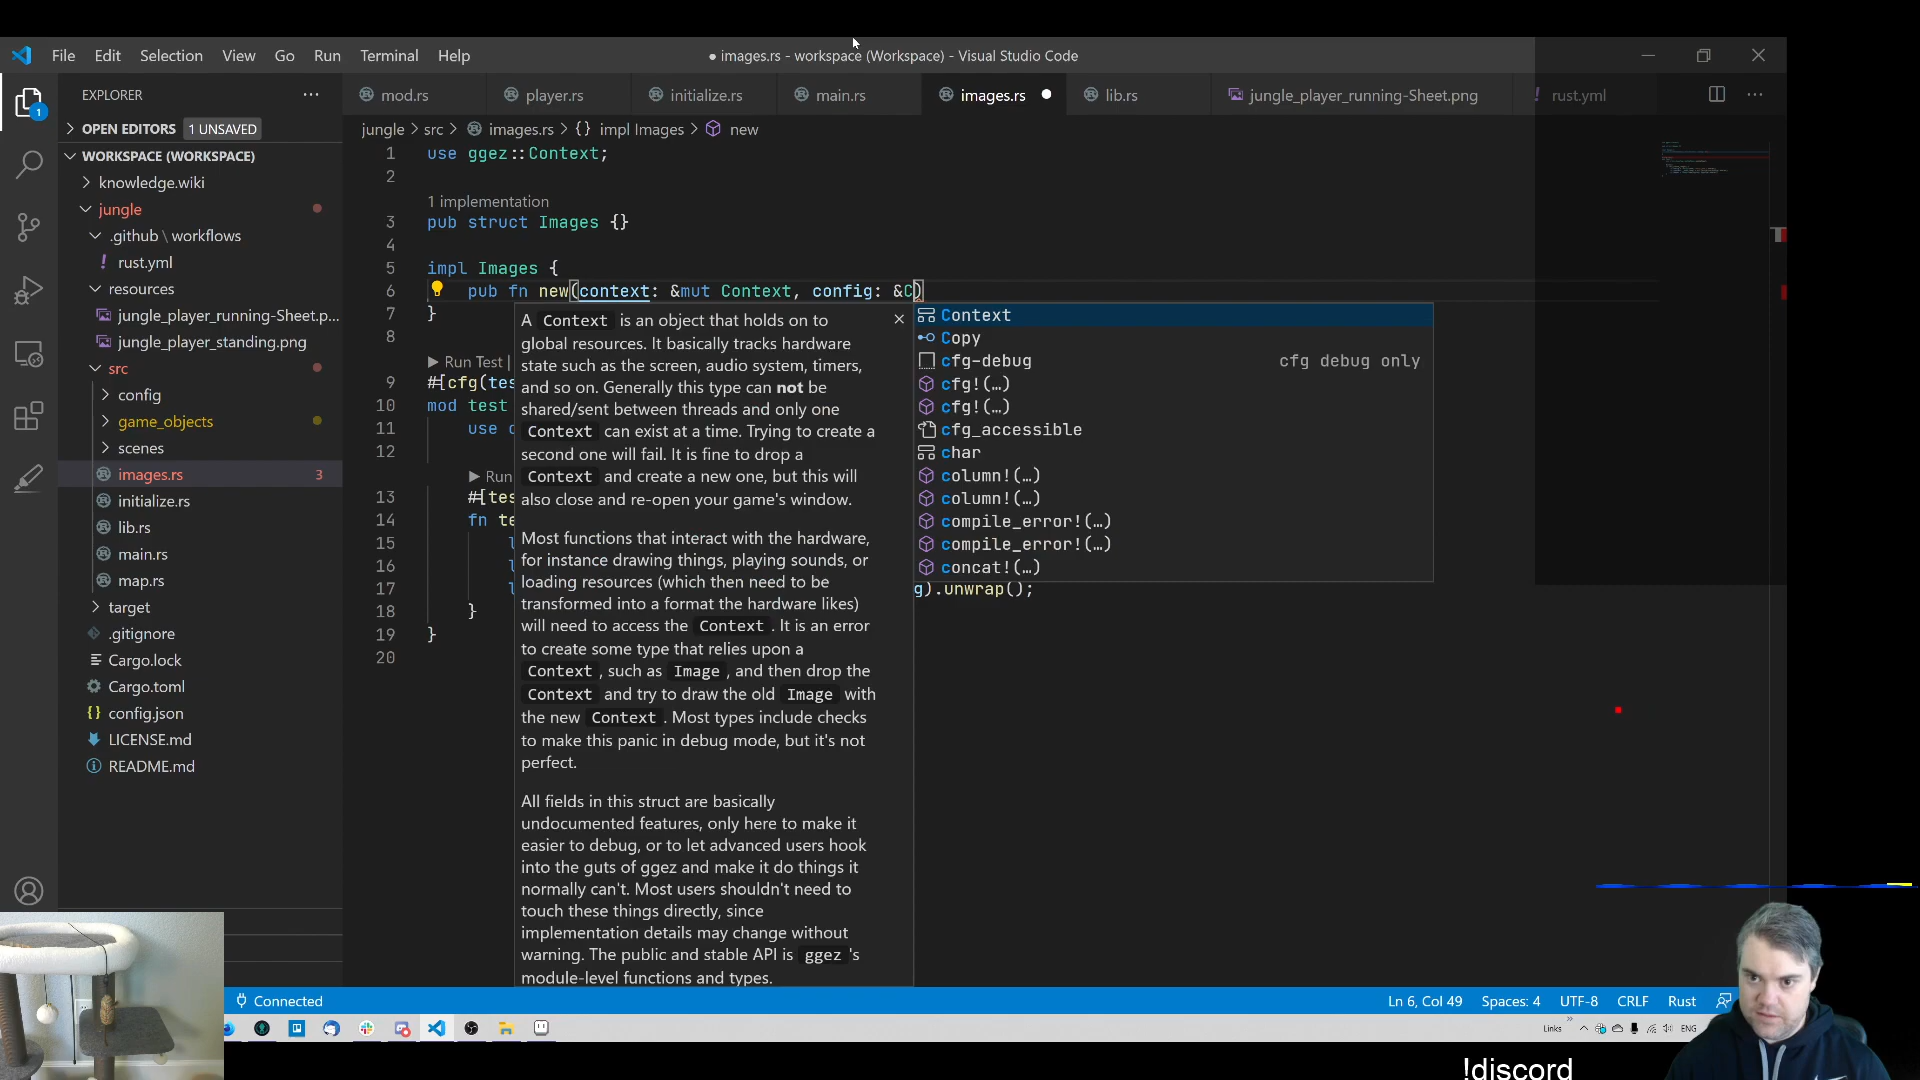 File Edit Selection View Go Run Terminal Help
● images.rs - workspace (Workspace) - Visual Studio Code
EXPLORER
OPEN EDITORS 1 UNSAVED
WORKSPACE (WORKSPACE)
knowledge.wiki
jungle
.github \ workflows
! rust.yml
resources
jungle_player_running-Sheet.p...
jungle_player_standing.png
src
config
game_objects
scenes
images.rs 3
initialize.rs
lib.rs
main.rs
map.rs
target
.gitignore
Cargo.lock
Cargo.toml
{} config.json
LICENSE.md
README.md
1
mod.rs player.rs initialize.rs main.rs images.rs ● lib.rs jungle_player_running-Sheet.png ! rust.yml
jungle > src > images.rs > {} impl Images > new
1 use ggez::Context;
2
1 implementation
3 pub struct Images {}
4
5 impl Images {
6 pub fn new(context: &mut Context, config: &C)
7 }
8
▶ Run Test |
9 #[cfg(tes
10 mod test
11 use
12
▶ Run
13 #[tes
14 fn te
15 l
16 l
17 l g).unwrap();
18 }
19 }
20
A Context is an object that holds on to
global resources. It basically tracks hardware
state such as the screen, audio system, timers,
and so on. Generally this type can not be
shared/sent between threads and only one
Context can exist at a time. Trying to create a
second one will fail. It is fine to drop a
Context and create a new one, but this will
also close and re-open your game's window.
Most functions that interact with the hardware,
for instance drawing things, playing sounds, or
loading resources (which then need to be
transformed into a format the hardware likes)
will need to access the Context . It is an error
to create some type that relies upon a
Context , such as Image , and then drop the
Context and try to draw the old Image with
the new Context . Most types include checks
to make this panic in debug mode, but it's not
perfect.
All fields in this struct are basically
undocumented features, only here to make it
easier to debug, or to let advanced users hook
into the guts of ggez and make it do things it
normally can't. Most users shouldn't need to
touch these things directly, since
implementation details may change without
warning. The public and stable API is ggez 's
module-level functions and types.
Context
Copy
cfg-debug cfg debug only
cfg!(…)
cfg!(…)
cfg_accessible
char
column!(…)
column!(…)
compile_error!(…)
compile_error!(…)
concat!(…)
Connected
Ln 6, Col 49 Spaces: 4 UTF-8 CRLF Rust
Links » ENG
!discord